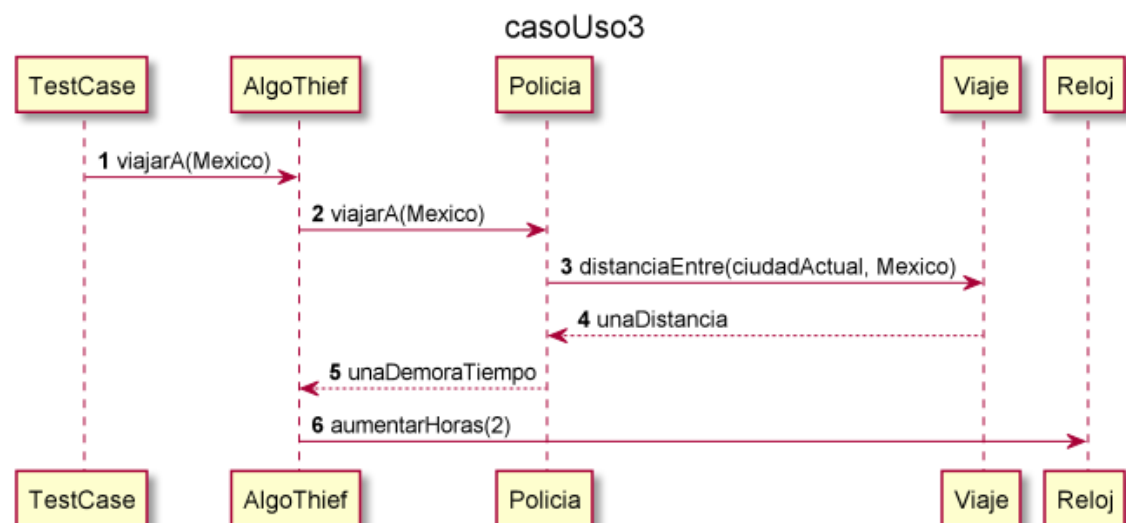 casoUso3
TestCase AlgoThief Policia Viaje Reloj
1 viajarA(Mexico)
2 viajarA(Mexico)
3 distanciaEntre(ciudadActual, Mexico)
4 unaDistancia
5 unaDemoraTiempo
6 aumentarHoras(2)
TestCase AlgoThief Policia Viaje Reloj